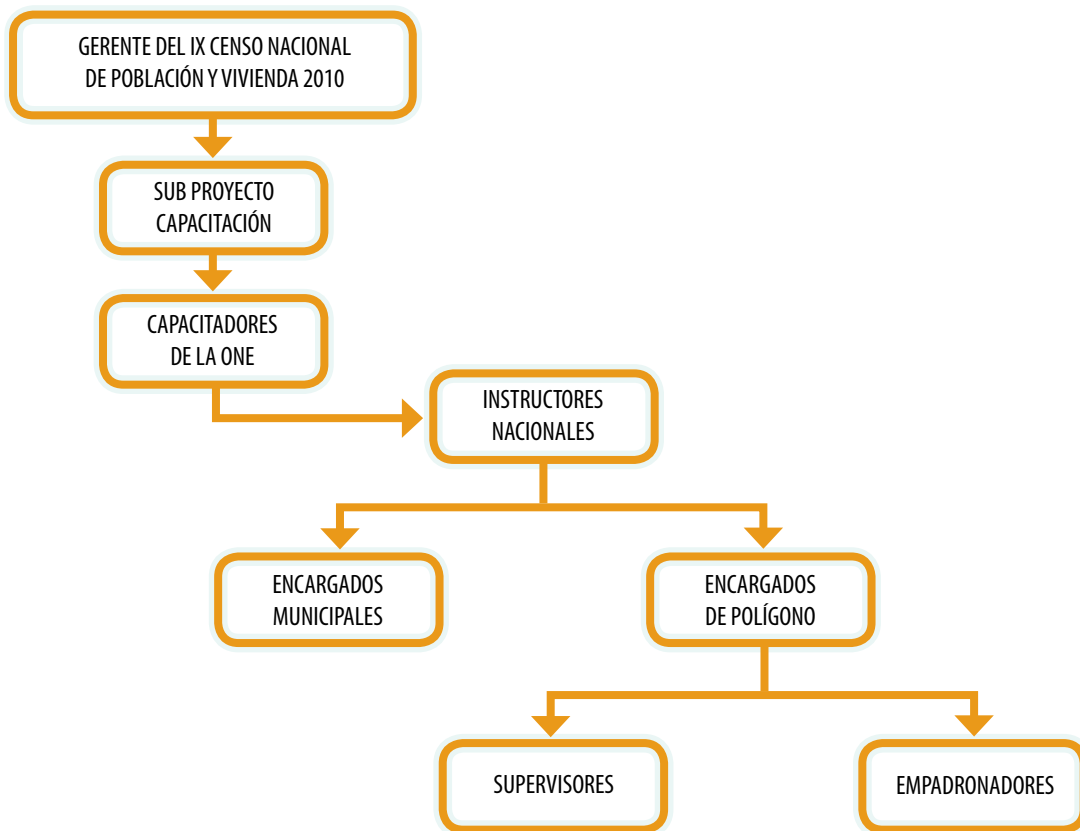 GERENTE DEL IX CENSO NACIONAL
DE POBLACIÓN Y VIVIENDA 2010
SUB PROYECTO
CAPACITACIÓN
CAPACITADORES
DE LA ONE
INSTRUCTORES
NACIONALES
ENCARGADOS
MUNICIPALES
ENCARGADOS
DE POLÍGONO
SUPERVISORES
EMPADRONADORES